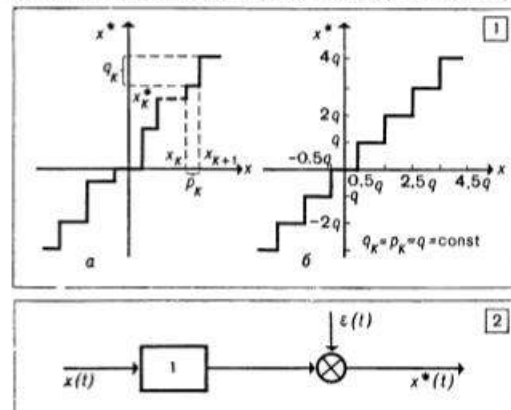 x* x* 1
4q
q_K
x*_K
2q
q
x_K x_{K+1} x -0.5q x
0.5q 2.5q 4.5q
p_K -q
-2q
а б q_K=p_K=q=const
ε(t) 2
1
x(t) x*(t)